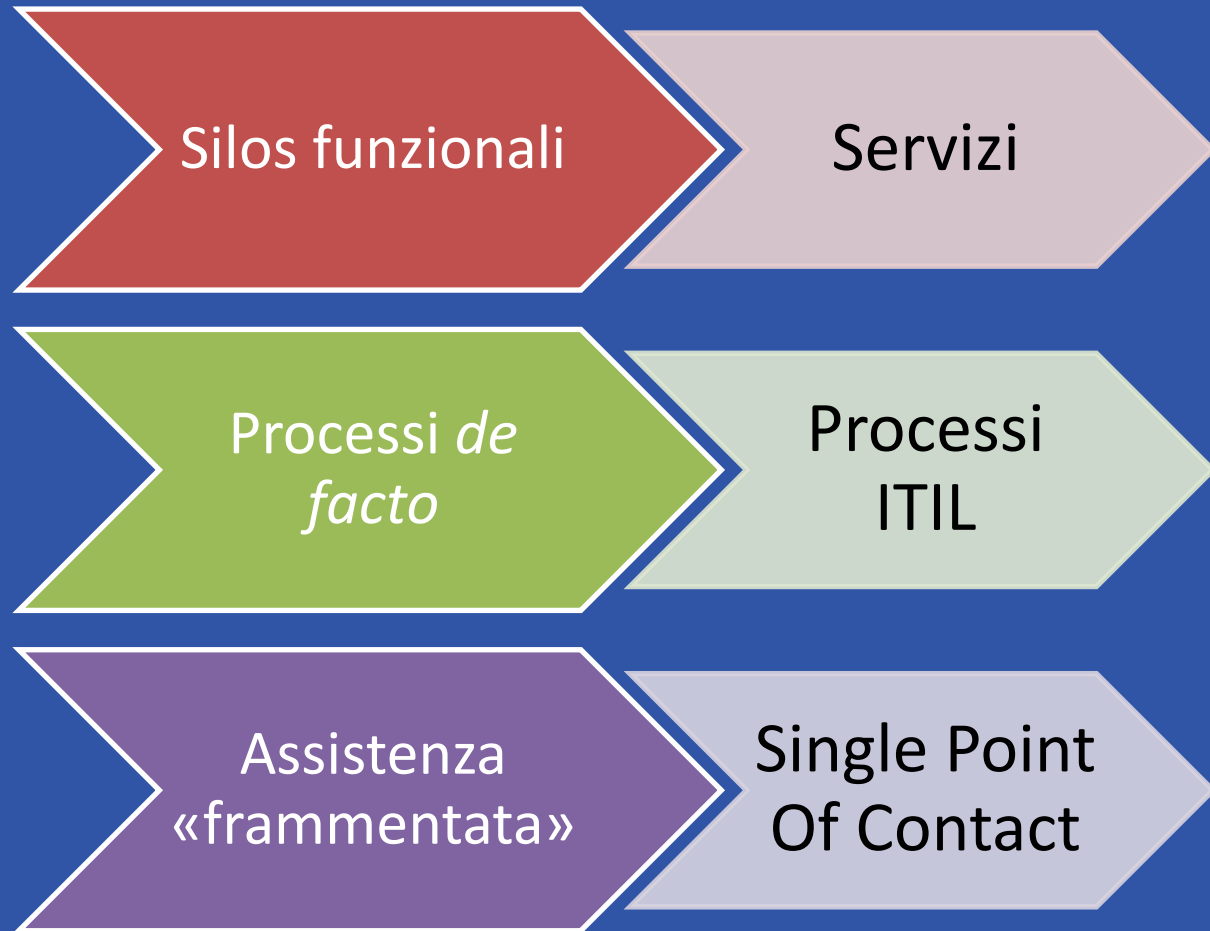 Silos funzionali
Servizi
Processi de
facto
Processi
ITIL
Assistenza
«frammentata»
Single Point
Of Contact